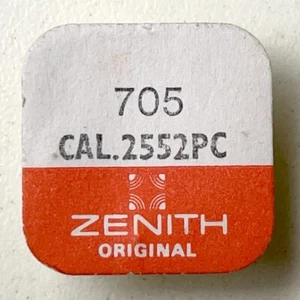 705
CAL.2552PC
ZENITH
ORIGINAL